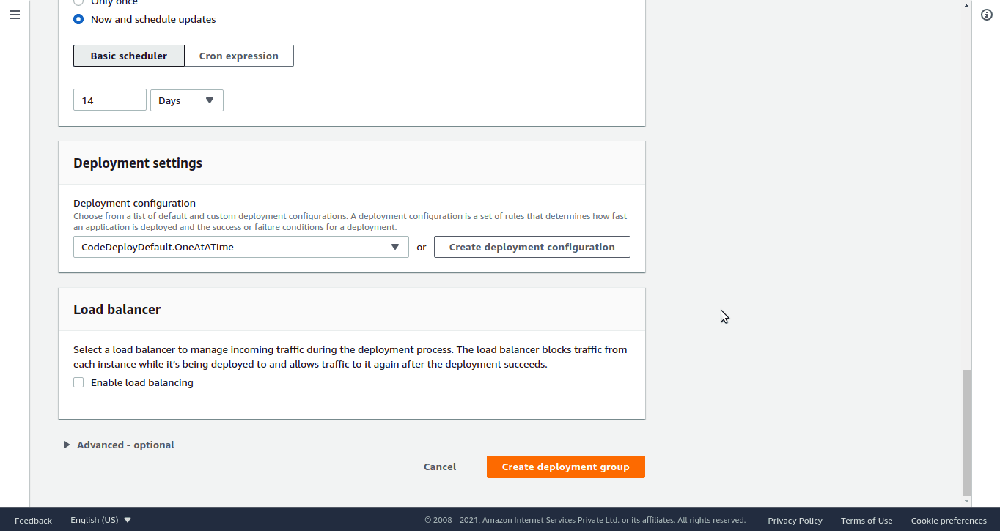 Only once
Now and schedule updates
Basic scheduler
Cron expression
14
Days
Deployment settings
Deployment configuration
Choose from a list of default and custom deployment configurations. A deployment configuration is a set of rules that determines how fast
an application is deployed and the success or failure conditions for a deployment.
CodeDeployDefault.OneAtATime
or
Create deployment configuration
Load balancer
Select a load balancer to manage incoming traffic during the deployment process. The load balancer blocks traffic from
each instance while it's being deployed to and allows traffic to it again after the deployment succeeds.
Enable load balancing
Advanced - optional
Cancel
Create deployment group
Feedback
English (US)
© 2008 - 2021, Amazon Internet Services Private Ltd. or its affiliates. All rights reserved.
Privacy Policy
Terms of Use
Cookie preferences